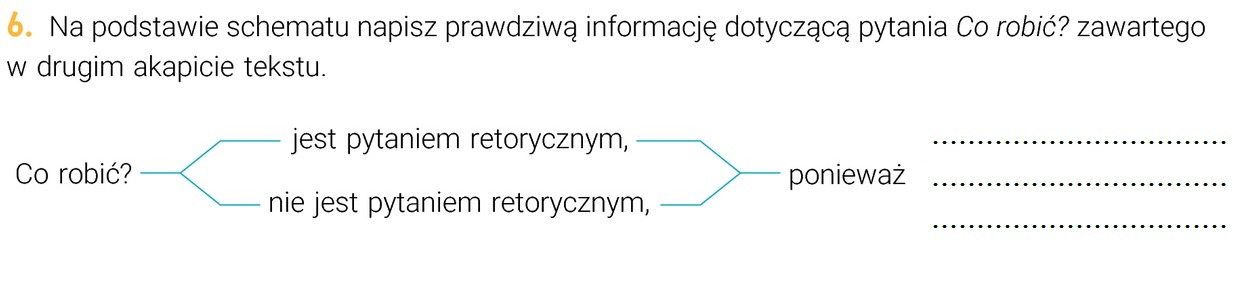 6. Na podstawie schematu napisz prawdziwą informację dotyczącą pytania Co robić? zawartego
w drugim akapicie tekstu.
jest pytaniem retorycznym,
Co robić?
nie jest pytaniem retorycznym,
ponieważ